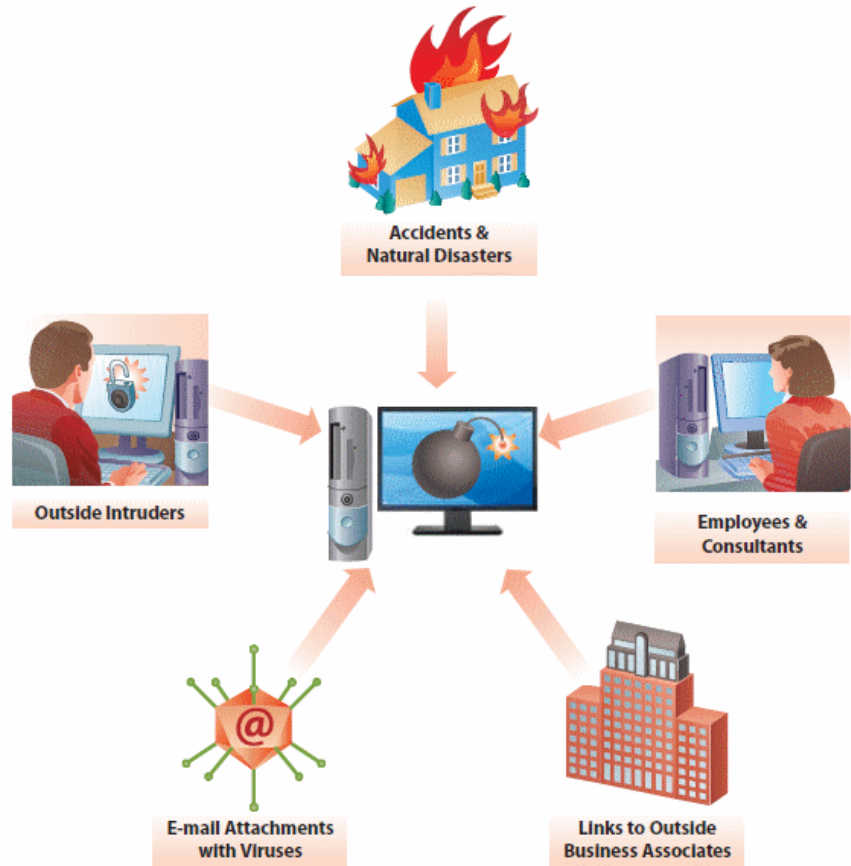 Accidents &
Natural Disasters
Outside Intruders
Employees &
Consultants
@
E-mail Attachments
with Viruses
Links to Outside
Business Associates